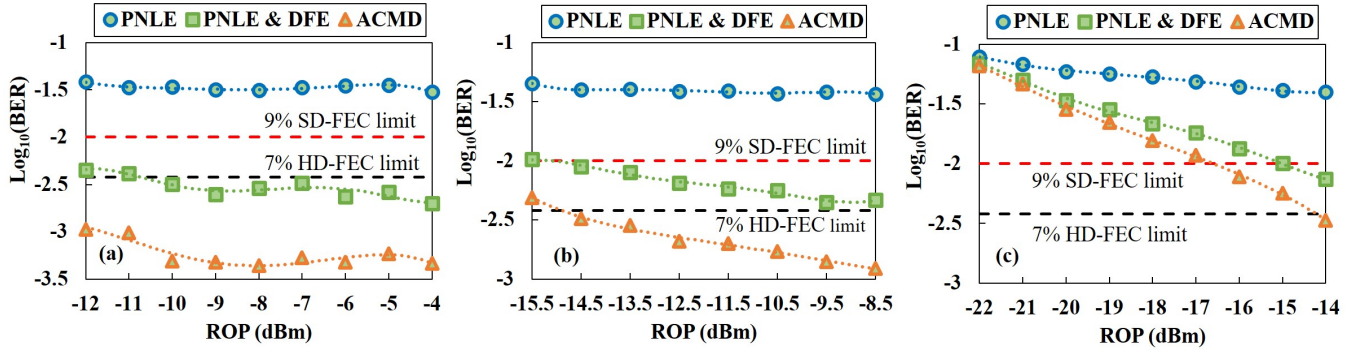 PNLE PNLE & DFE ACMD
-1
-1.5
-2
-2.5
-3
-3.5
Log10(BER)
9% SD-FEC limit
7% HD-FEC limit
(a)
-12 -11 -10 -9 -8 -7 -6 -5 -4
ROP (dBm)
PNLE PNLE & DFE ACMD
-1
-1.5
-2
-2.5
-3
Log10(BER)
9% SD-FEC limit
7% HD-FEC limit
(b)
-15.5 -14.5 -13.5 -12.5 -11.5 -10.5 -9.5 -8.5
ROP (dBm)
PNLE PNLE & DFE ACMD
-1
-1.5
-2
-2.5
-3
Log10(BER)
9% SD-FEC limit
7% HD-FEC limit
(c)
-22 -21 -20 -19 -18 -17 -16 -15 -14
ROP (dBm)